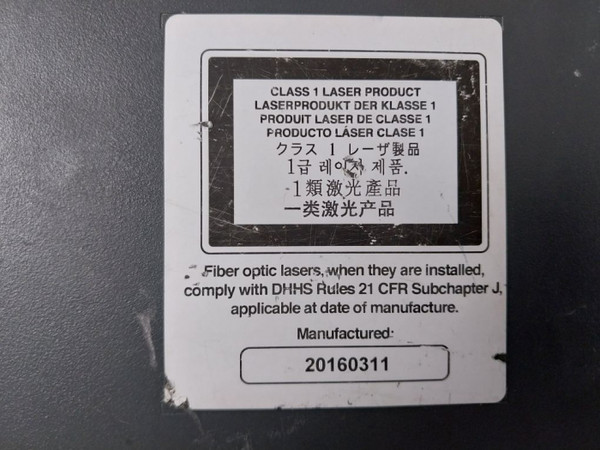 CLASS 1 LASER PRODUCT
LASERPRODUKT DER KLASSE 1
PRODUIT LASER DE CLASSE 1
PRODUCTO LÁSER CLASE 1
クラス 1 レーザ製品
1급 레이저 제품.
1類激光產品
一类激光产品
Fiber optic lasers, when they are installed,
comply with DHHS Rules 21 CFR Subchapter J,
applicable at date of manufacture.
Manufactured:
20160311